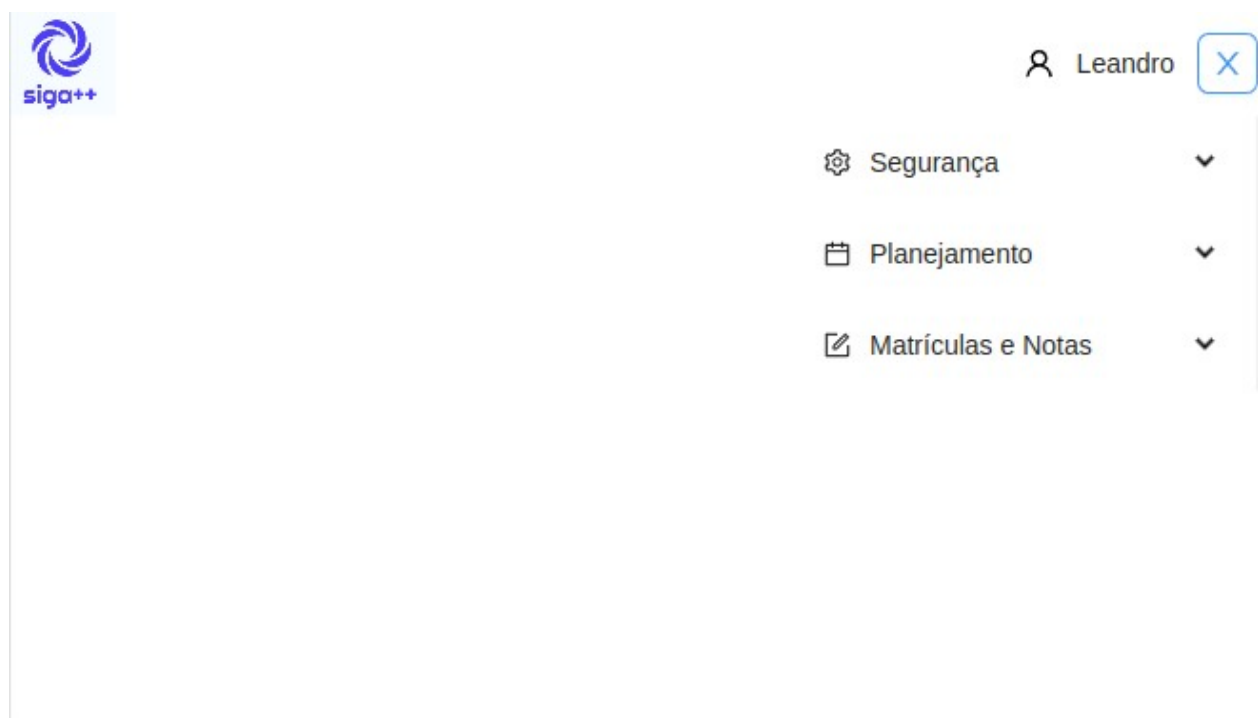 siga++
Leandro
Segurança
Planejamento
Matrículas e Notas